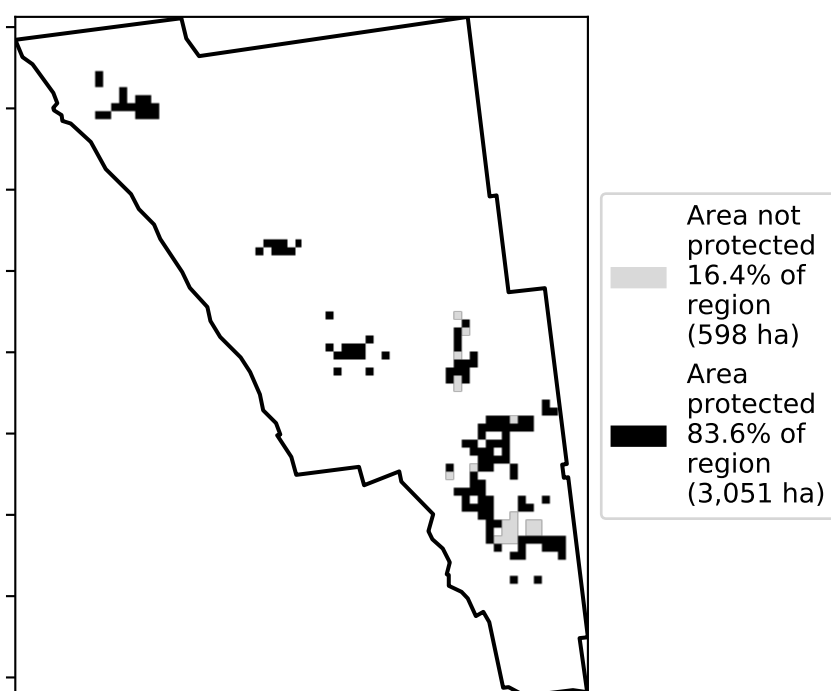 Area not
protected
16.4% of
region
(598 ha)
Area
protected
83.6% of
region
(3,051 ha)